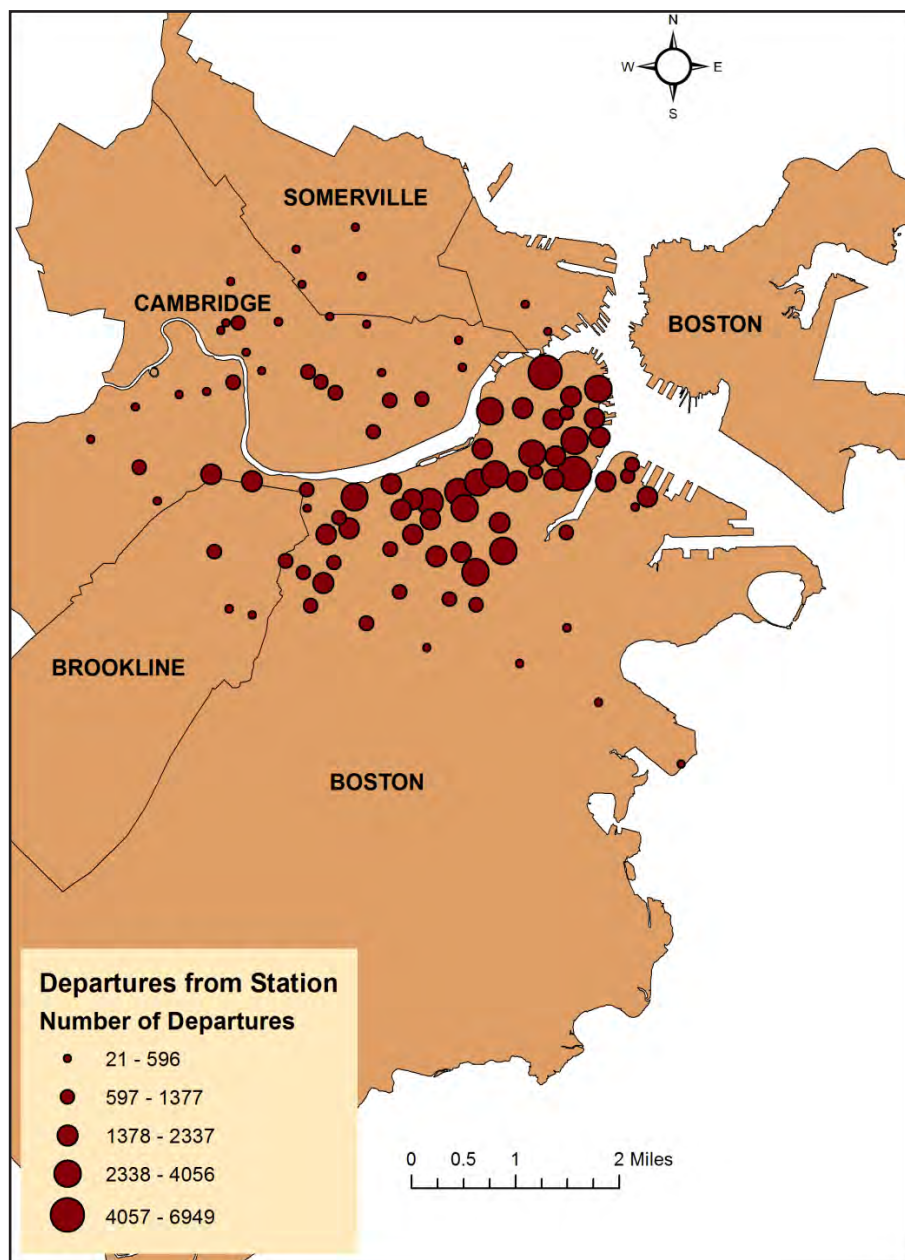 N
W E
S
SOMERVILLE
CAMBRIDGE
BOSTON
BROOKLINE
BOSTON
Departures from Station
Number of Departures
21 - 596
597 - 1377
1378 - 2337
2338 - 4056
4057 - 6949
0 0.5 1 2 Miles